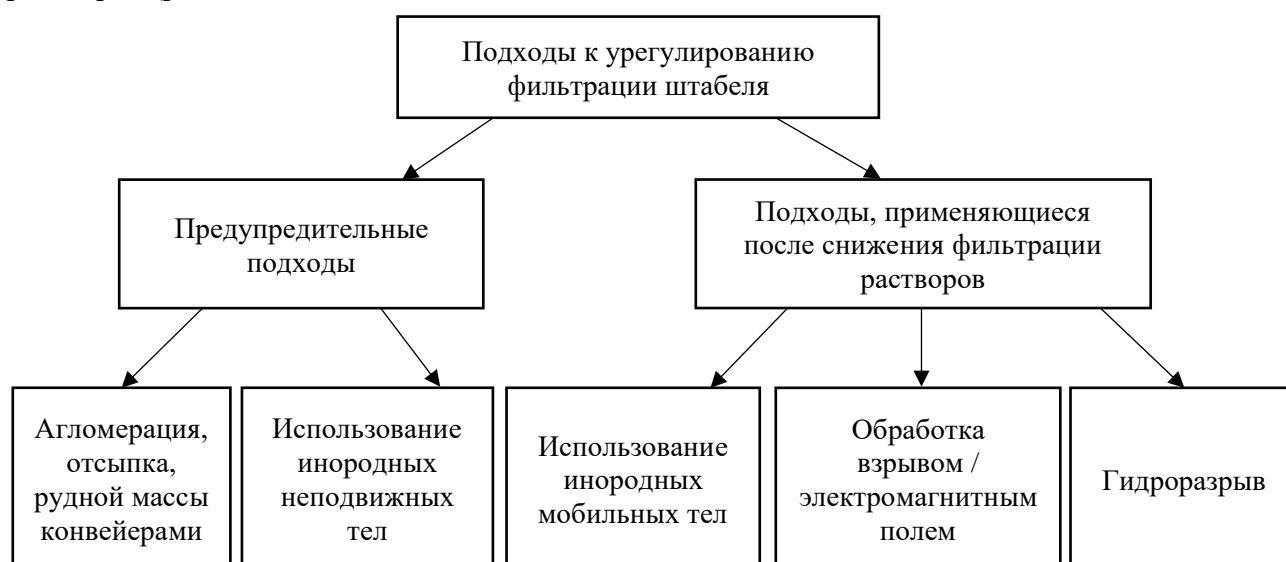 Подходы к урегулированию
фильтрации штабеля
Предупредительные
подходы
Подходы, применяющиеся
после снижения фильтрации
растворов
Агломерация,
отсыпка,
рудной массы
конвейерами
Использование
инородных
неподвижных
тел
Использование
инородных
мобильных тел
Обработка
взрывом /
электромагнитным
полем
Гидроразрыв